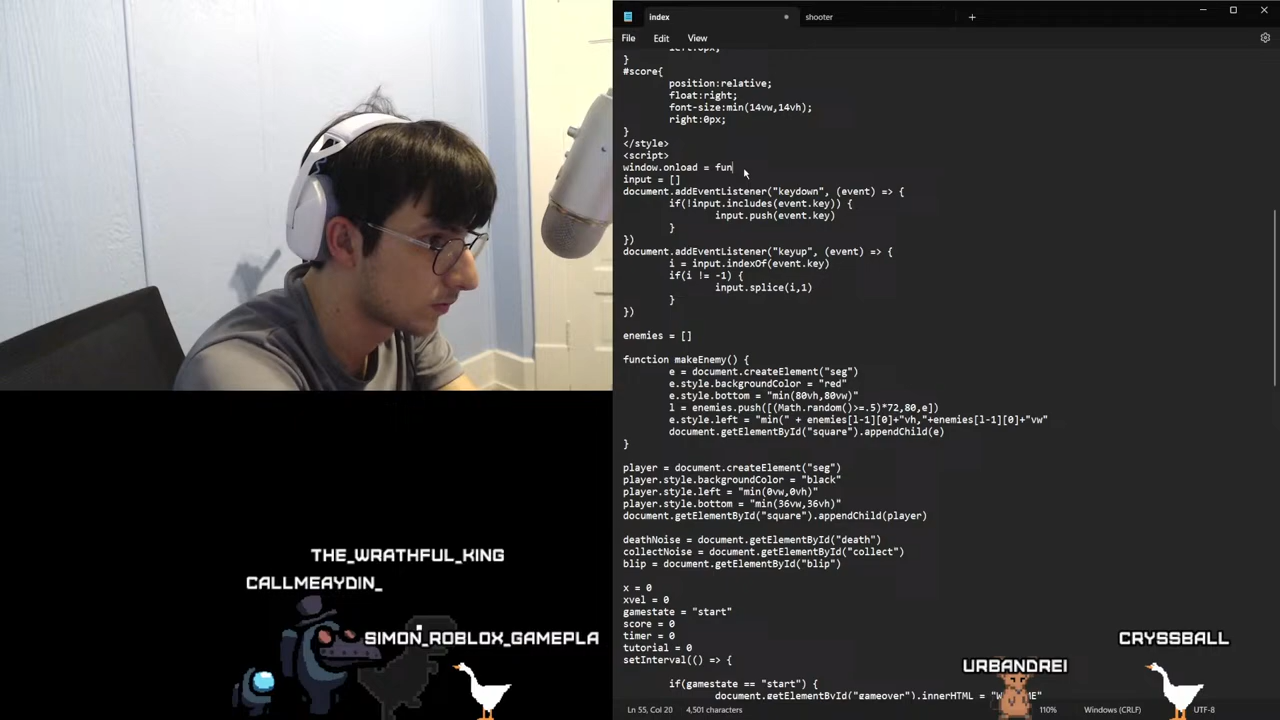 index
shooter
File Edit View
}
#score{
position:relative;
float:right;
font-size:min(14vw,14vh);
right:0px;
}
</style>
<script>
window.onload = fun
input = []
document.addEventListener("keydown", (event) => {
if(!input.includes(event.key)) {
input.push(event.key)
}
})
document.addEventListener("keyup", (event) => {
i = input.indexOf(event.key)
if(i != -1) {
input.splice(i,1)
}
})
enemies = []
function makeEnemy() {
e = document.createElement("seg")
e.style.backgroundColor = "red"
e.style.bottom = "min(80vh,80vw)"
l = enemies.push([(Math.random()>=.5)*72,80,e])
e.style.left = "min(" + enemies[l-1][0]+"vh,"+enemies[l-1][0]+"vw"
document.getElementById("square").appendChild(e)
}
player = document.createElement("seg")
player.style.backgroundColor = "black"
player.style.left = "min(0vw,0vh)"
player.style.bottom = "min(36vw,36vh)"
document.getElementById("square").appendChild(player)
deathNoise = document.getElementById("death")
collectNoise = document.getElementById("collect")
blip = document.getElementById("blip")
x = 0
xvel = 0
gamestate = "start"
score = 0
timer = 0
tutorial = 0
setInterval(() => {
if(gamestate == "start") {
document.getElementById("gameover").innerHTML =
Ln 55, Col 20 4,501 characters 110% Windows (CRLF) UTF-8
THE_WRATHFUL_KING
CALLMEAYDIN_
SIMON_ROBLOX_GAMEPLA
CRYSSBALL
URBANDREI